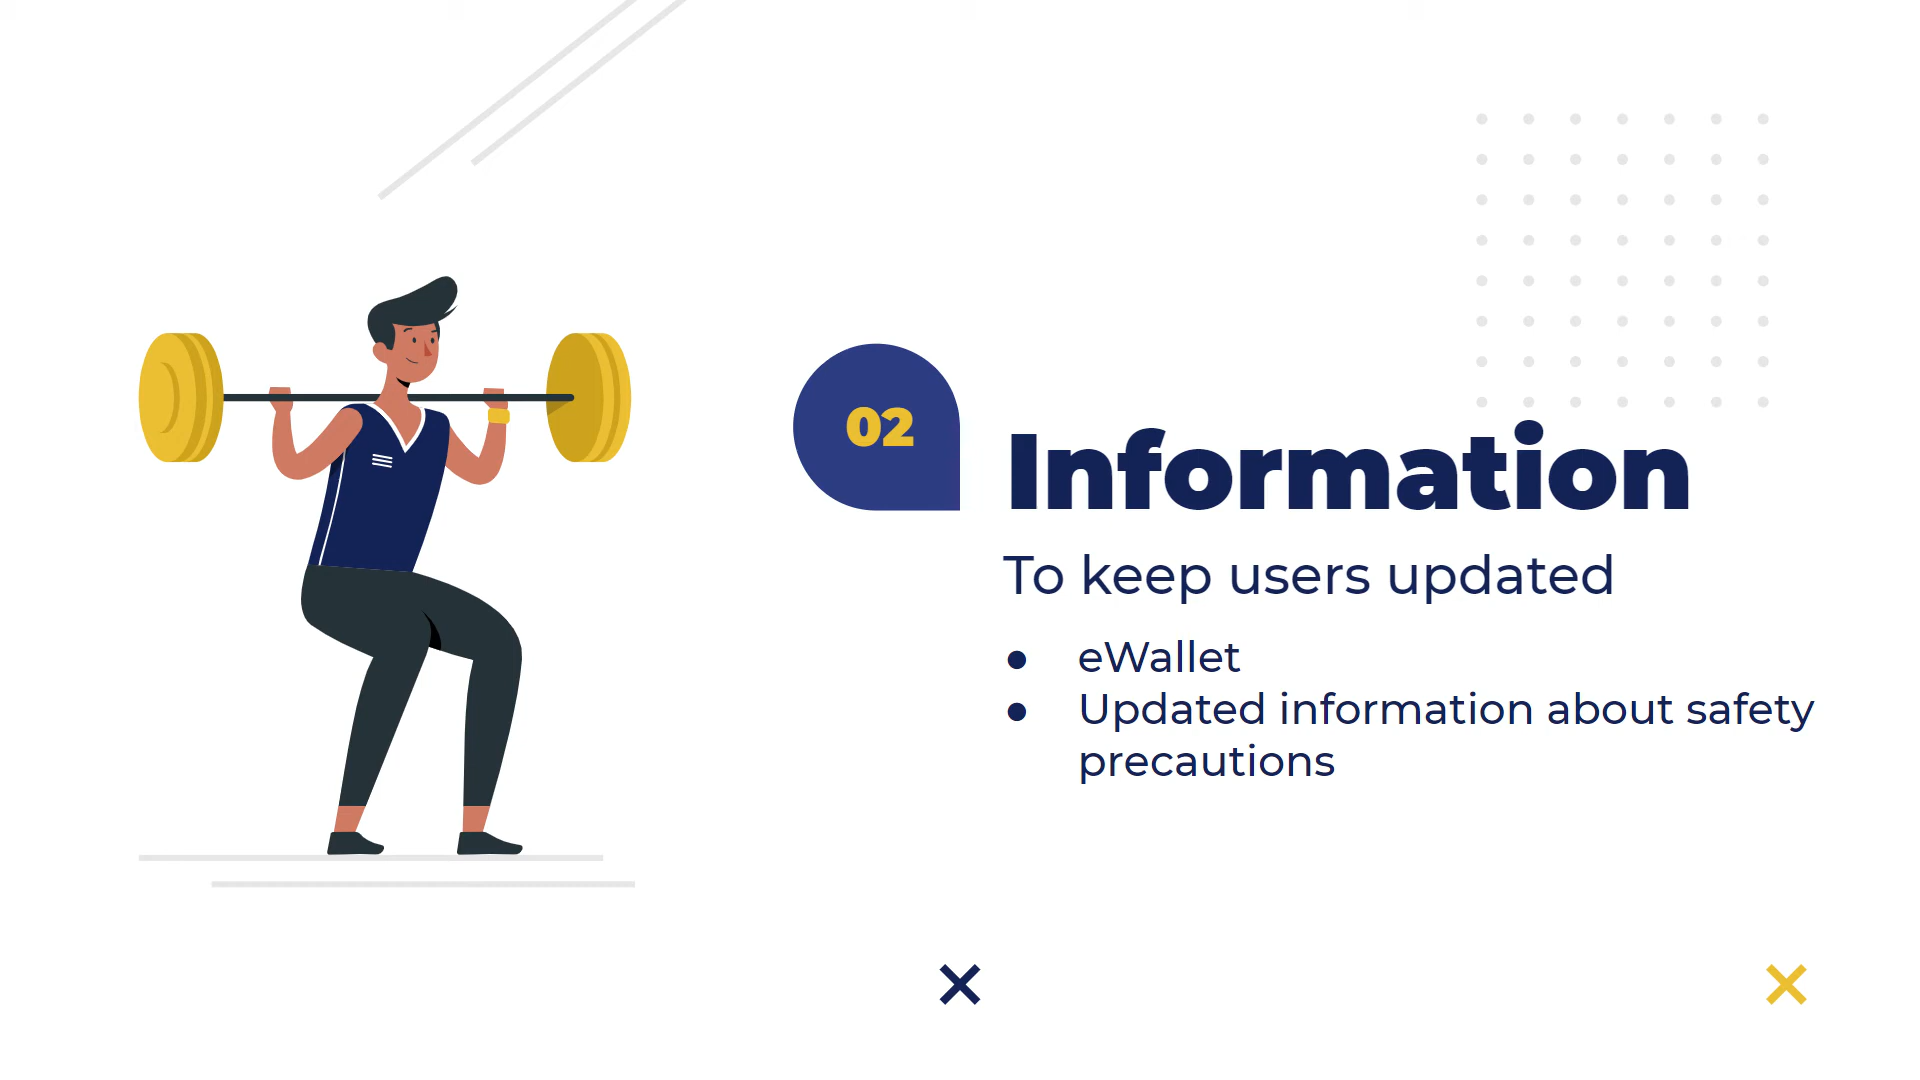 02
Information
To keep users updated
● eWallet
● Updated information about safety
precautions